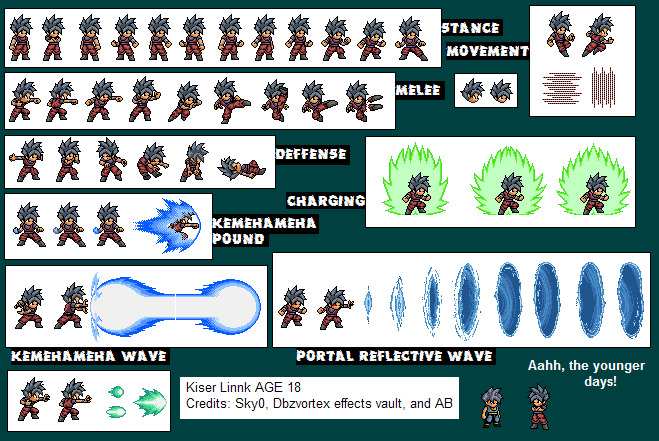 STANCE
MOVEMENT
MELEE
DEFFENSE
CHARGING
KEMEHAMEHA
POUND
KEMEHAMEHA WAVE
PORTAL REFLECTIVE WAVE
Aahh, the younger
days!
Kiser Linnk AGE 18
Credits: Sky0, Dbzvortex effects vault, and AB